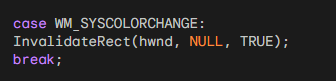 case WM_SYSCOLORCHANGE:
InvalidateRect(hwnd, NULL, TRUE);
break;